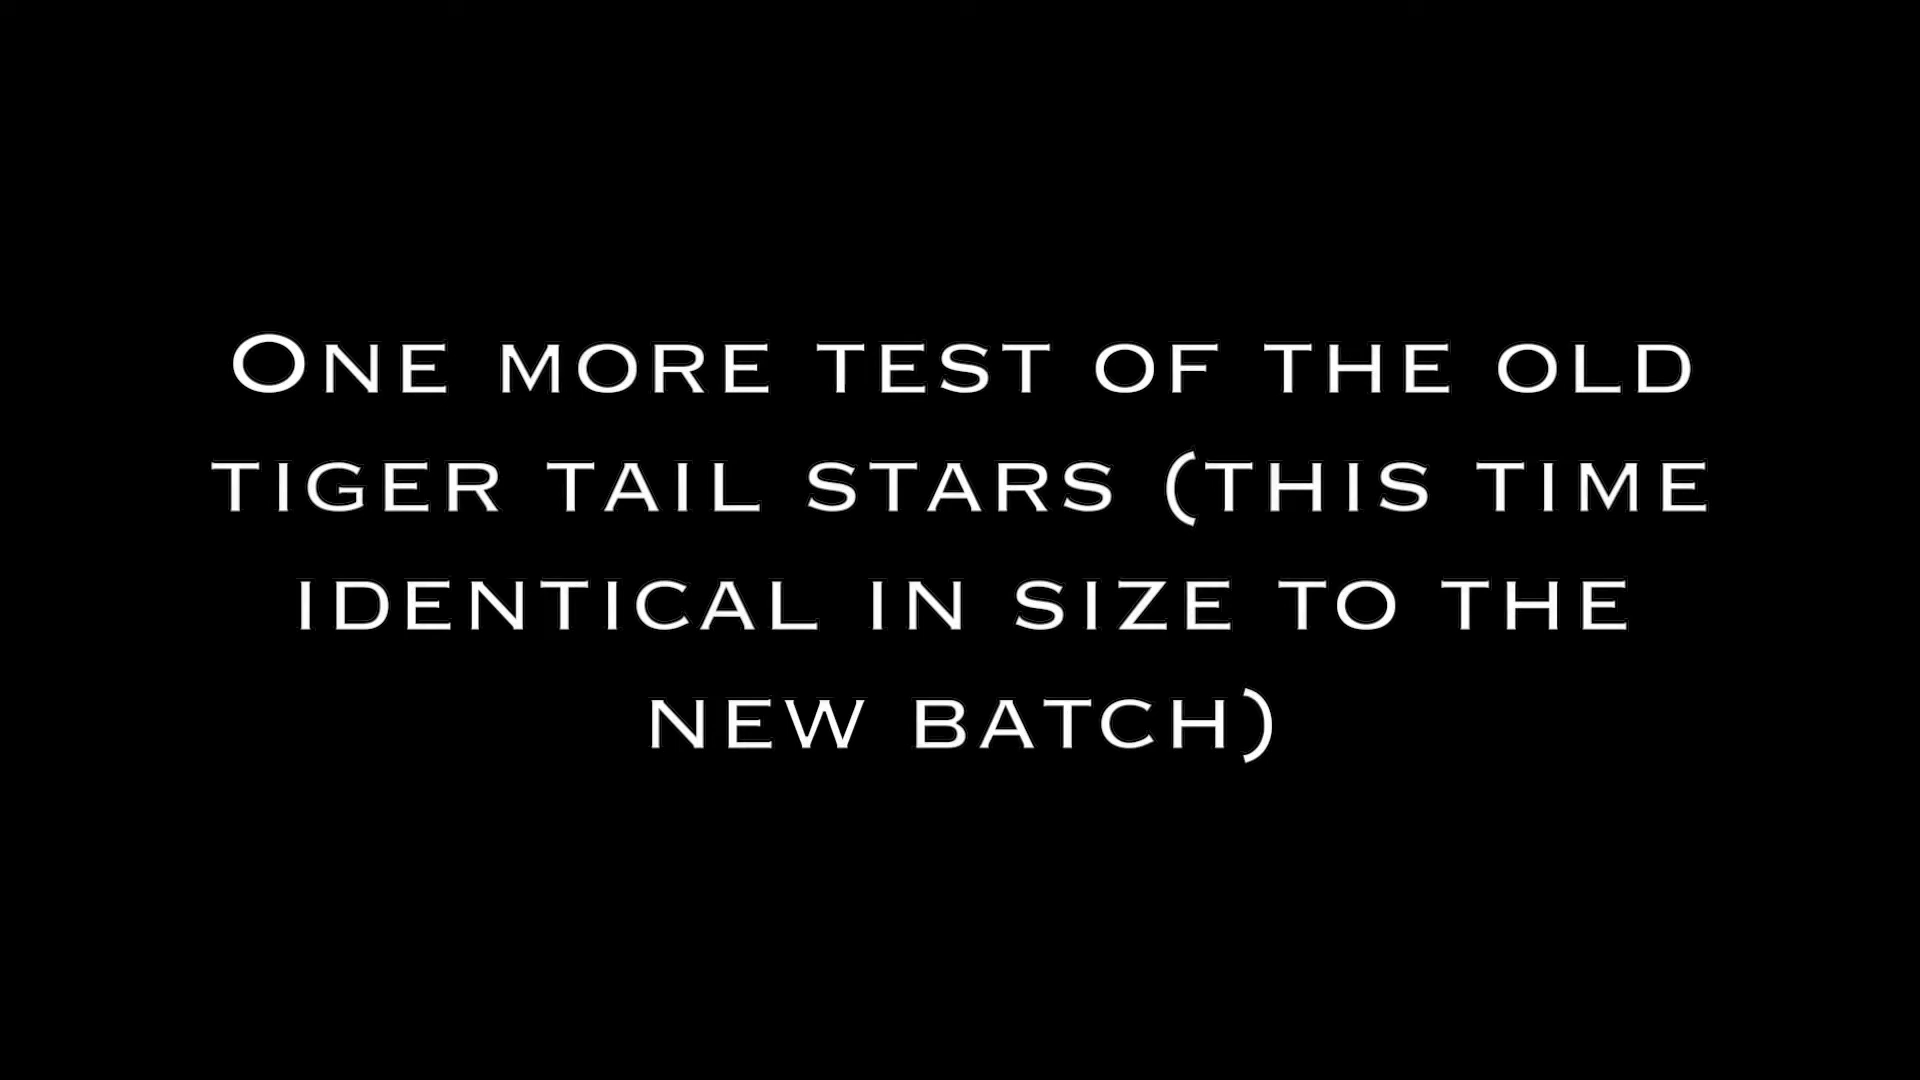 One more test of the old
tiger tail stars (this time
identical in size to the
new batch)